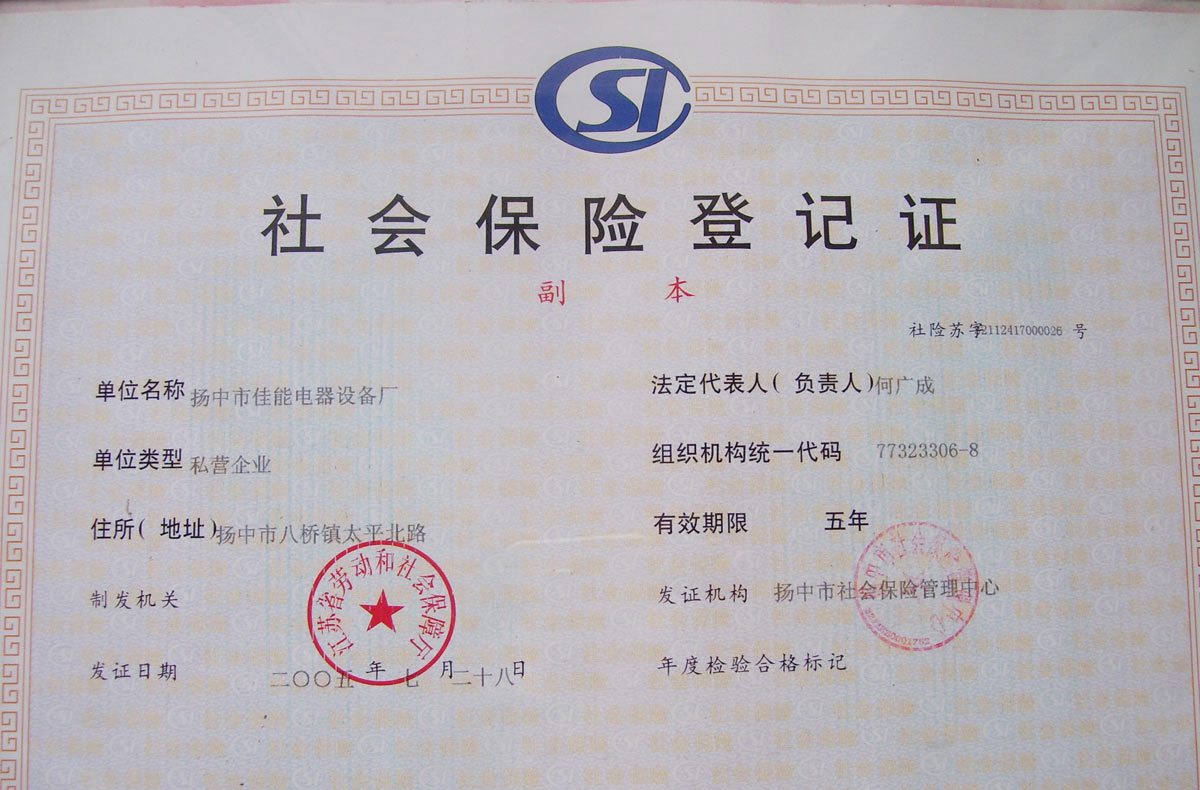 CSI
社会保险登记证
副 本
社险苏字2112417000026 号
单位名称 扬中市佳能电器设备厂
法定代表人( 负责人)何广成
单位类型 私营企业
组织机构统一代码 77323306-8
住所( 地址)扬中市八桥镇太平北路
有效期限 五年
制发机关
江苏省劳动和社会保障厅
发证机构 扬中市社会保险管理中心
发证日期 二〇〇五年七月二十八日
年度检验合格标记